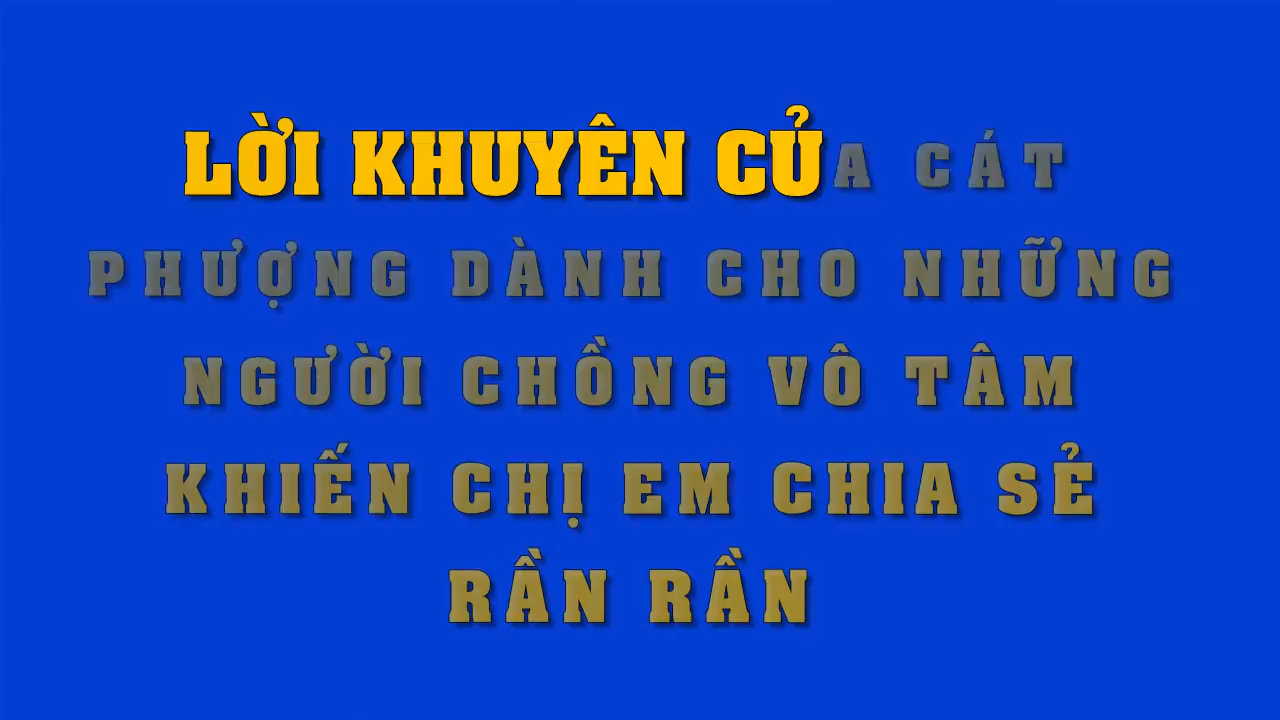 LỜI KHUYÊN CỦA CÁT
PHƯỢNG DÀNH CHO NHỮNG
NGƯỜI CHỒNG VÔ TÂM
KHIẾN CHỊ EM CHIA SẺ
RẦN RẦN